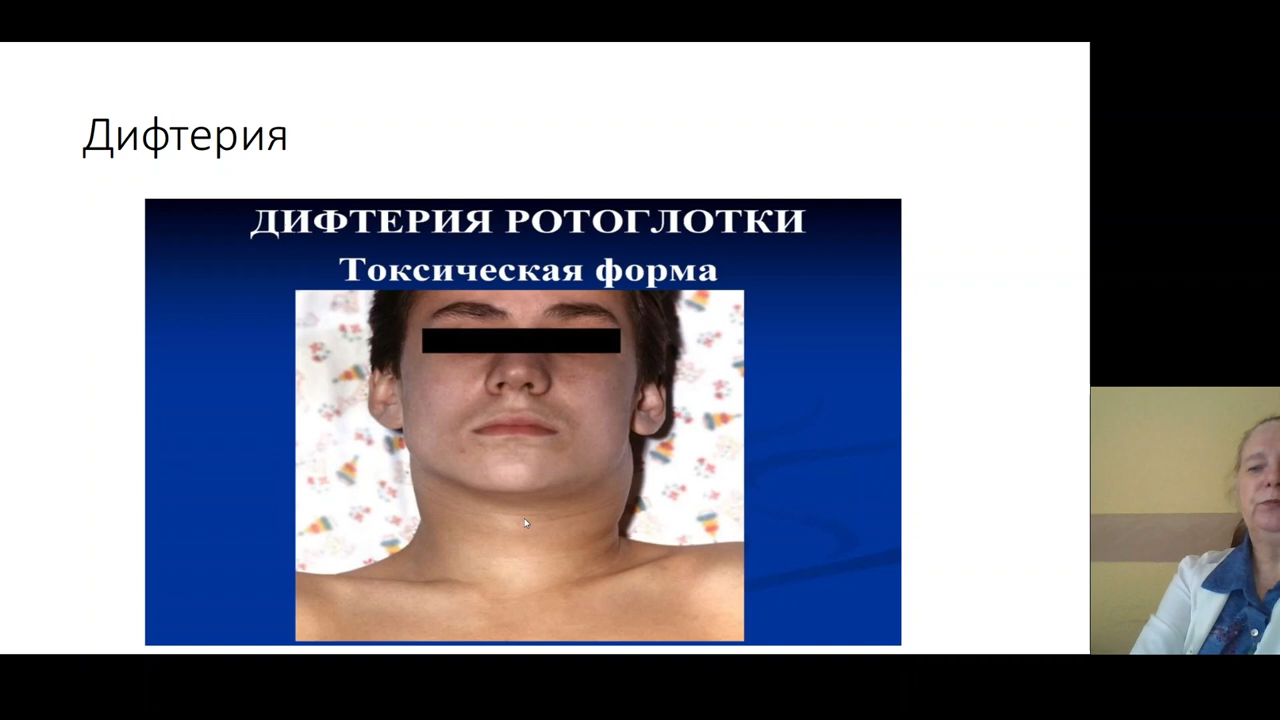 Дифтерия
ДИФТЕРИЯ РОТОГЛОТКИ
Токсическая форма